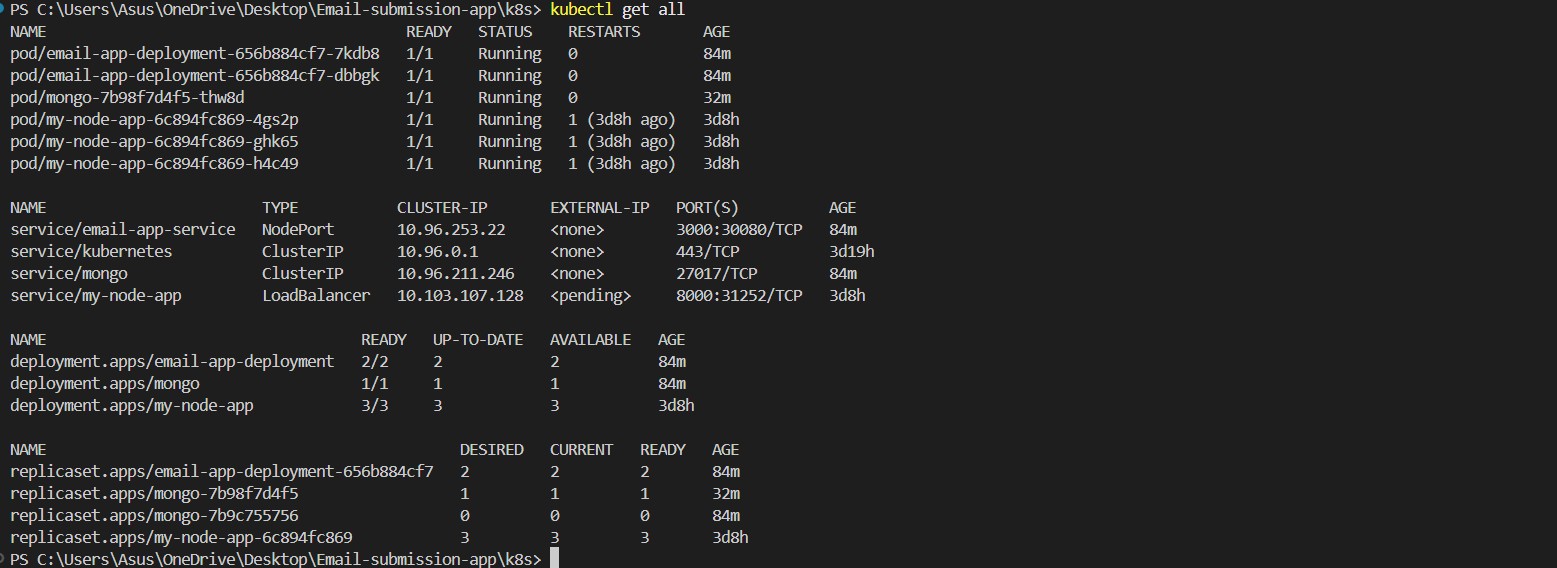 PS C:\Users\Asus\OneDrive\Desktop\Email-submission-app\k8s> kubectl get all
NAME READY STATUS RESTARTS AGE
pod/email-app-deployment-656b884cf7-7kdb8 1/1 Running 0 84m
pod/email-app-deployment-656b884cf7-dbbgk 1/1 Running 0 84m
pod/mongo-7b98f7d4f5-thw8d 1/1 Running 0 32m
pod/my-node-app-6c894fc869-4gs2p 1/1 Running 1 (3d8h ago) 3d8h
pod/my-node-app-6c894fc869-ghk65 1/1 Running 1 (3d8h ago) 3d8h
pod/my-node-app-6c894fc869-h4c49 1/1 Running 1 (3d8h ago) 3d8h
NAME TYPE CLUSTER-IP EXTERNAL-IP PORT(S) AGE
service/email-app-service NodePort 10.96.253.22 <none> 3000:30080/TCP 84m
service/kubernetes ClusterIP 10.96.0.1 <none> 443/TCP 3d19h
service/mongo ClusterIP 10.96.211.246 <none> 27017/TCP 84m
service/my-node-app LoadBalancer 10.103.107.128 <pending> 8000:31252/TCP 3d8h
NAME READY UP-TO-DATE AVAILABLE AGE
deployment.apps/email-app-deployment 2/2 2 2 84m
deployment.apps/mongo 1/1 1 1 84m
deployment.apps/my-node-app 3/3 3 3 3d8h
NAME DESIRED CURRENT READY AGE
replicaset.apps/email-app-deployment-656b884cf7 2 2 2 84m
replicaset.apps/mongo-7b98f7d4f5 1 1 1 32m
replicaset.apps/mongo-7b9c755756 0 0 0 84m
replicaset.apps/my-node-app-6c894fc869 3 3 3 3d8h
PS C:\Users\Asus\OneDrive\Desktop\Email-submission-app\k8s>